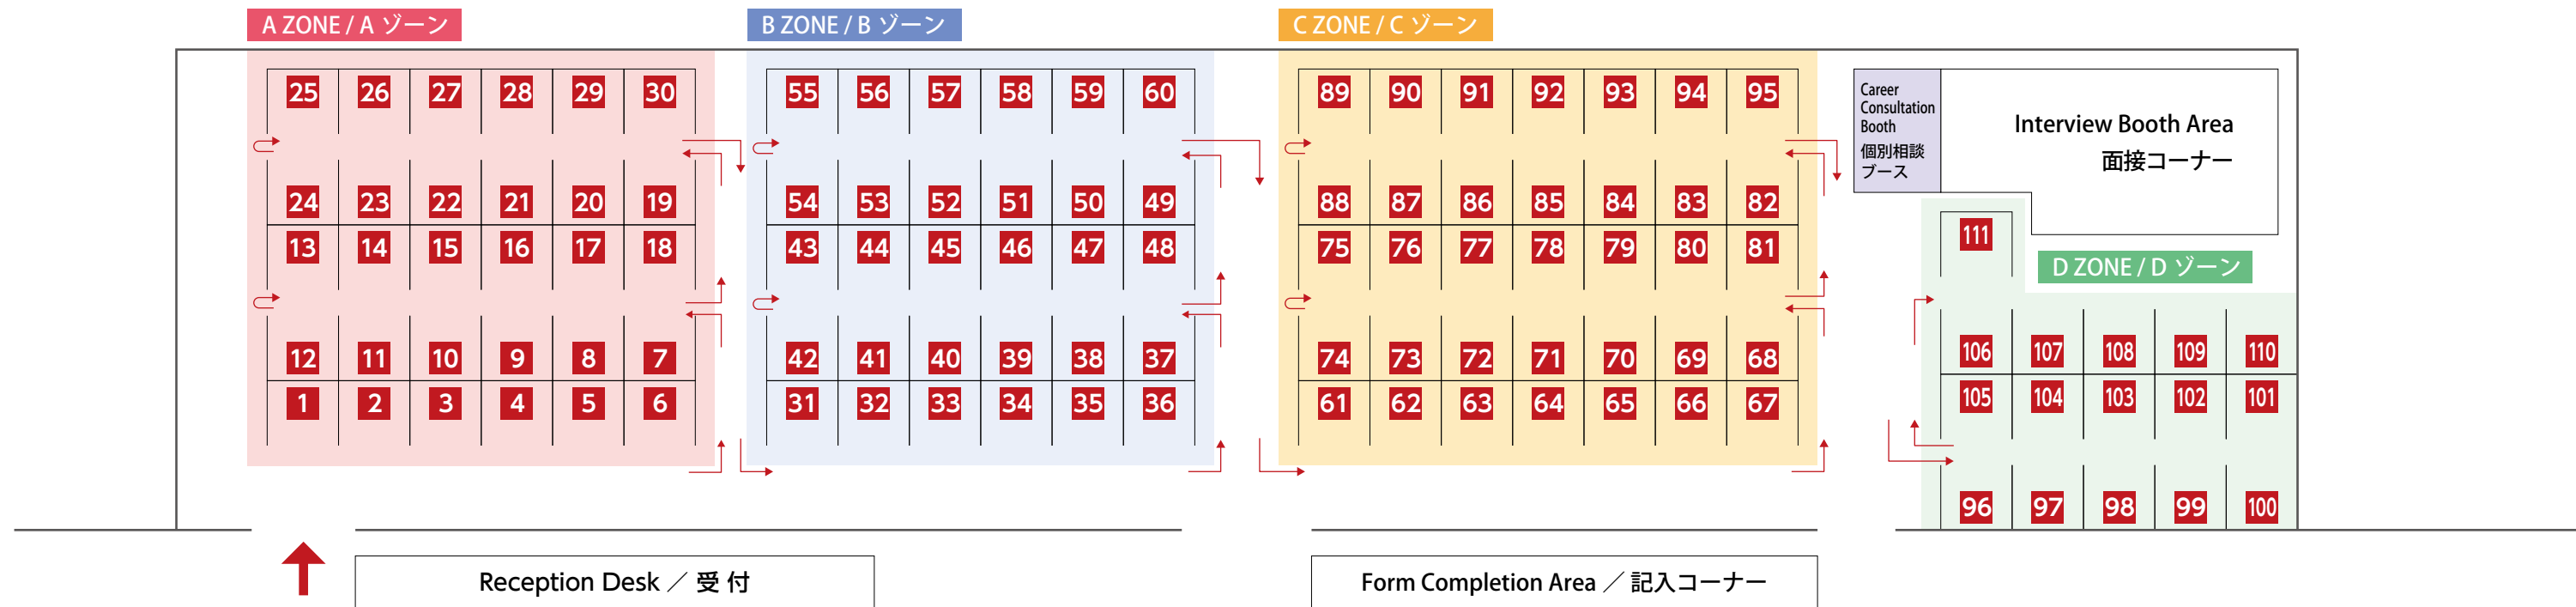 A ZONE / A ゾーン
25 26 27 28 29 30
24 23 22 21 20 19
13 14 15 16 17 18
12 11 10 9 8 7
1 2 3 4 5 6
B ZONE / B ゾーン
55 56 57 58 59 60
54 53 52 51 50 49
43 44 45 46 47 48
42 41 40 39 38 37
31 32 33 34 35 36
C ZONE / C ゾーン
89 90 91 92 93 94 95
88 87 86 85 84 83 82
75 76 77 78 79 80 81
74 73 72 71 70 69 68
61 62 63 64 65 66 67
Career
Consultation
Booth
個別相談
ブース
Interview Booth Area
面接コーナー
D ZONE / D ゾーン
111
106 107 108 109 110
105 104 103 102 101
96 97 98 99 100
Reception Desk ／ 受 付
Form Completion Area ／ 記入コーナー